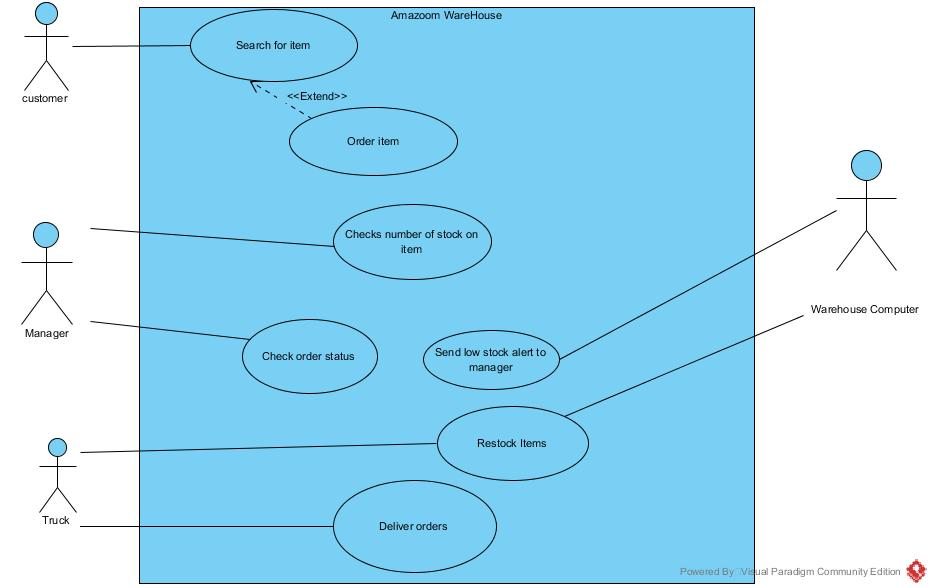 Amazoom WareHouse
Search for item
customer
<<Extend>>
Order item
Checks number of stock on
item
Manager
Warehouse Computer
Check order status
Send low stock alert to
manager
Restock Items
Truck
Deliver orders
Powered By Visual Paradigm Community Edition